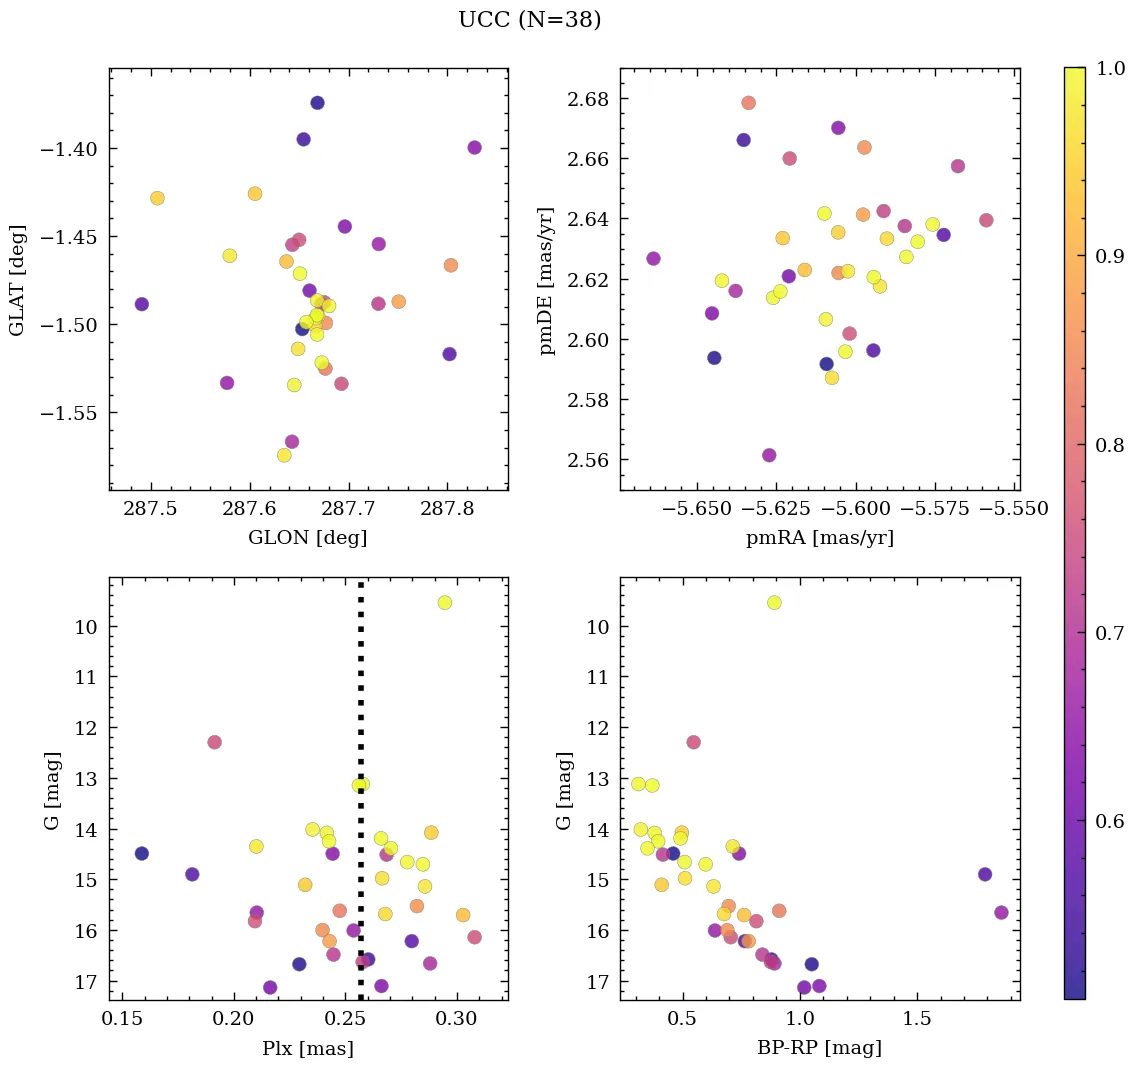 UCC (N=38)
−1.40
−1.45
−1.50
−1.55
GLAT [deg]
287.5 287.6 287.7 287.8
GLON [deg]
2.68
2.66
2.64
2.62
2.60
2.58
2.56
pmDE [mas/yr]
−5.650 −5.625 −5.600 −5.575 −5.550
pmRA [mas/yr]
1.0
0.9
0.8
0.7
0.6
10
11
12
13
14
15
16
17
G [mag]
0.15 0.20 0.25 0.30
Plx [mas]
10
11
12
13
14
15
16
17
G [mag]
0.5 1.0 1.5
BP-RP [mag]